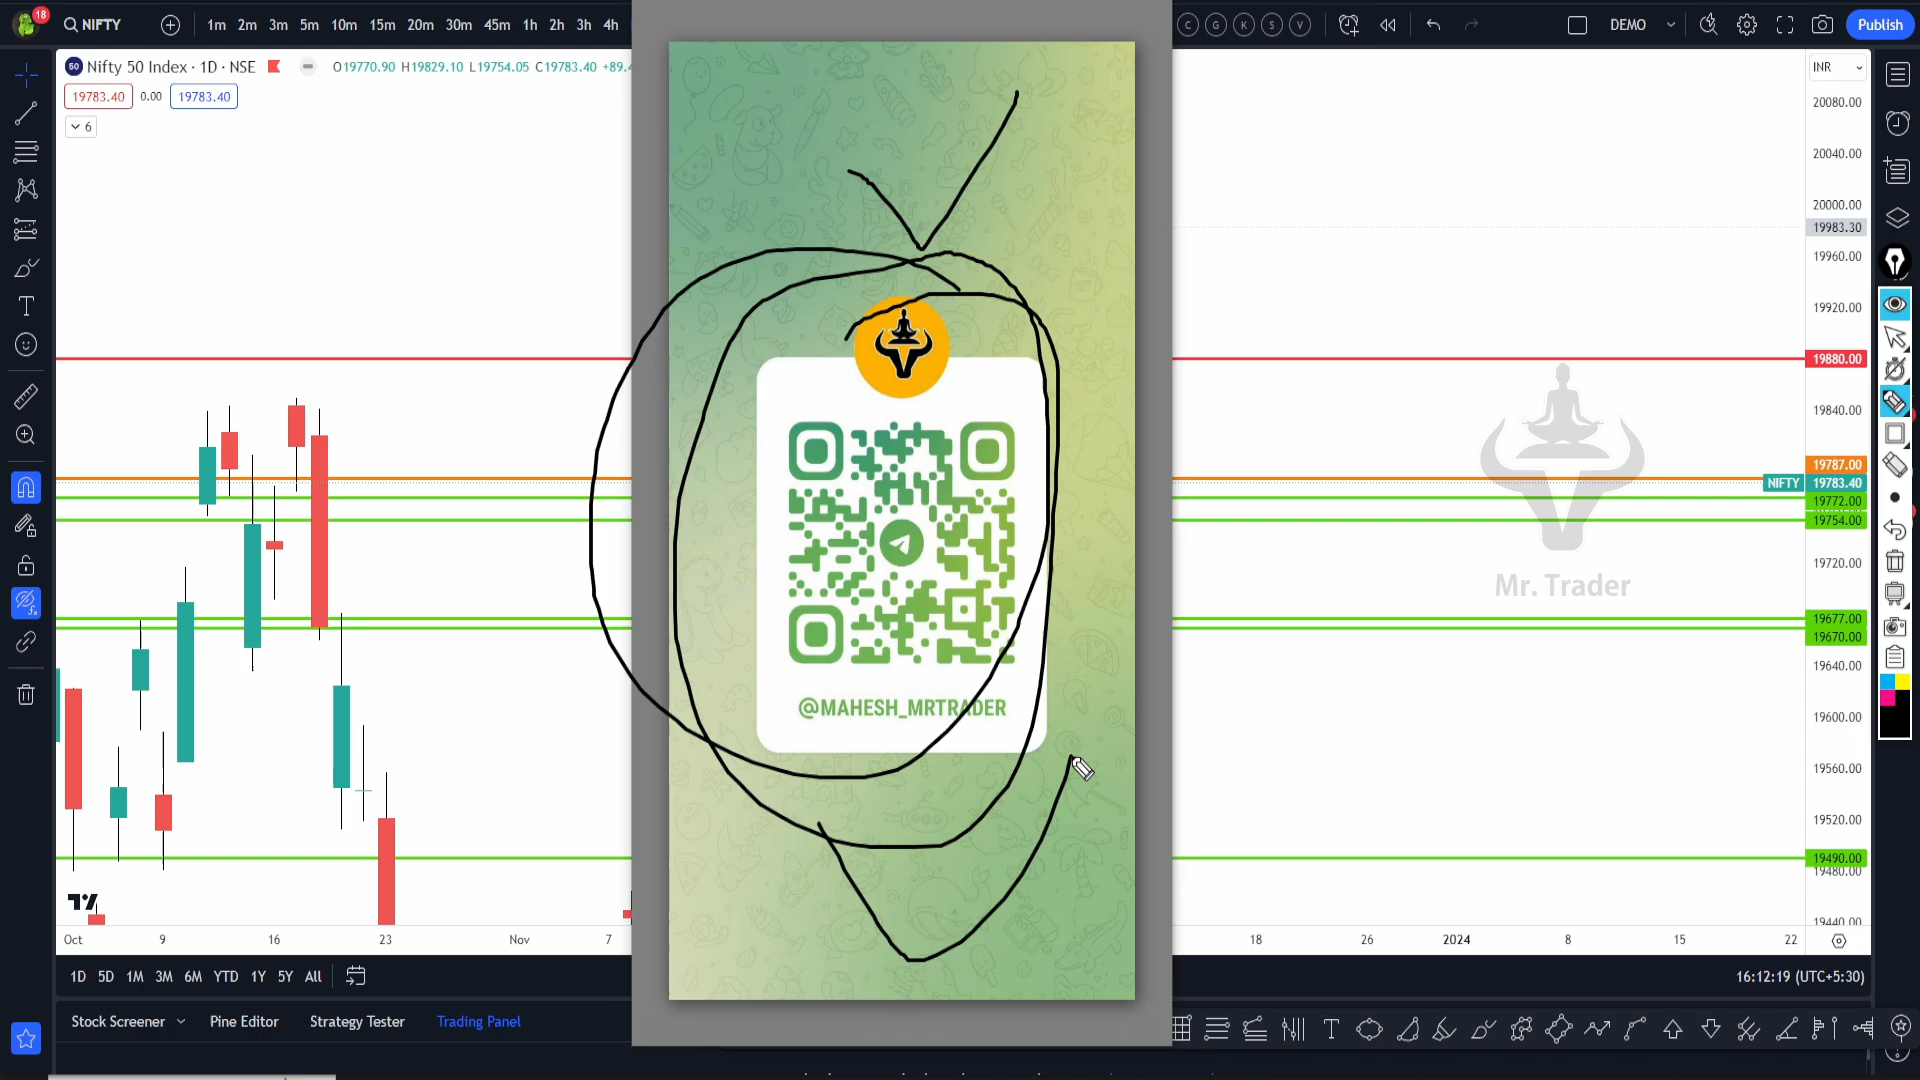 18
NIFTY
1m 2m 3m 5m 10m 15m 20m 30m 45m 1h 2h 3h 4h
C G K S V
DEMO
Publish
50 Nifty 50 Index · 1D · NSE
O19770.90 H19829.10 L19754.05 C19783.40
19783.40 0.00 19783.40
6
INR
20080.00
20040.00
20000.00
19983.30
19960.00
19920.00
19880.00
19840.00
19787.00
NIFTY 19783.40
19772.00
19754.00
19720.00
19677.00
19670.00
19640.00
19600.00
19560.00
19520.00
19490.00
19480.00
19440.00
Mr. Trader
@MAHESH_MRTRADER
Oct 9 16 23 Nov 7 18 26 2024 8 15 22
1D 5D 1M 3M 6M YTD 1Y 5Y All
16:12:19 (UTC+5:30)
Stock Screener Pine Editor Strategy Tester Trading Panel